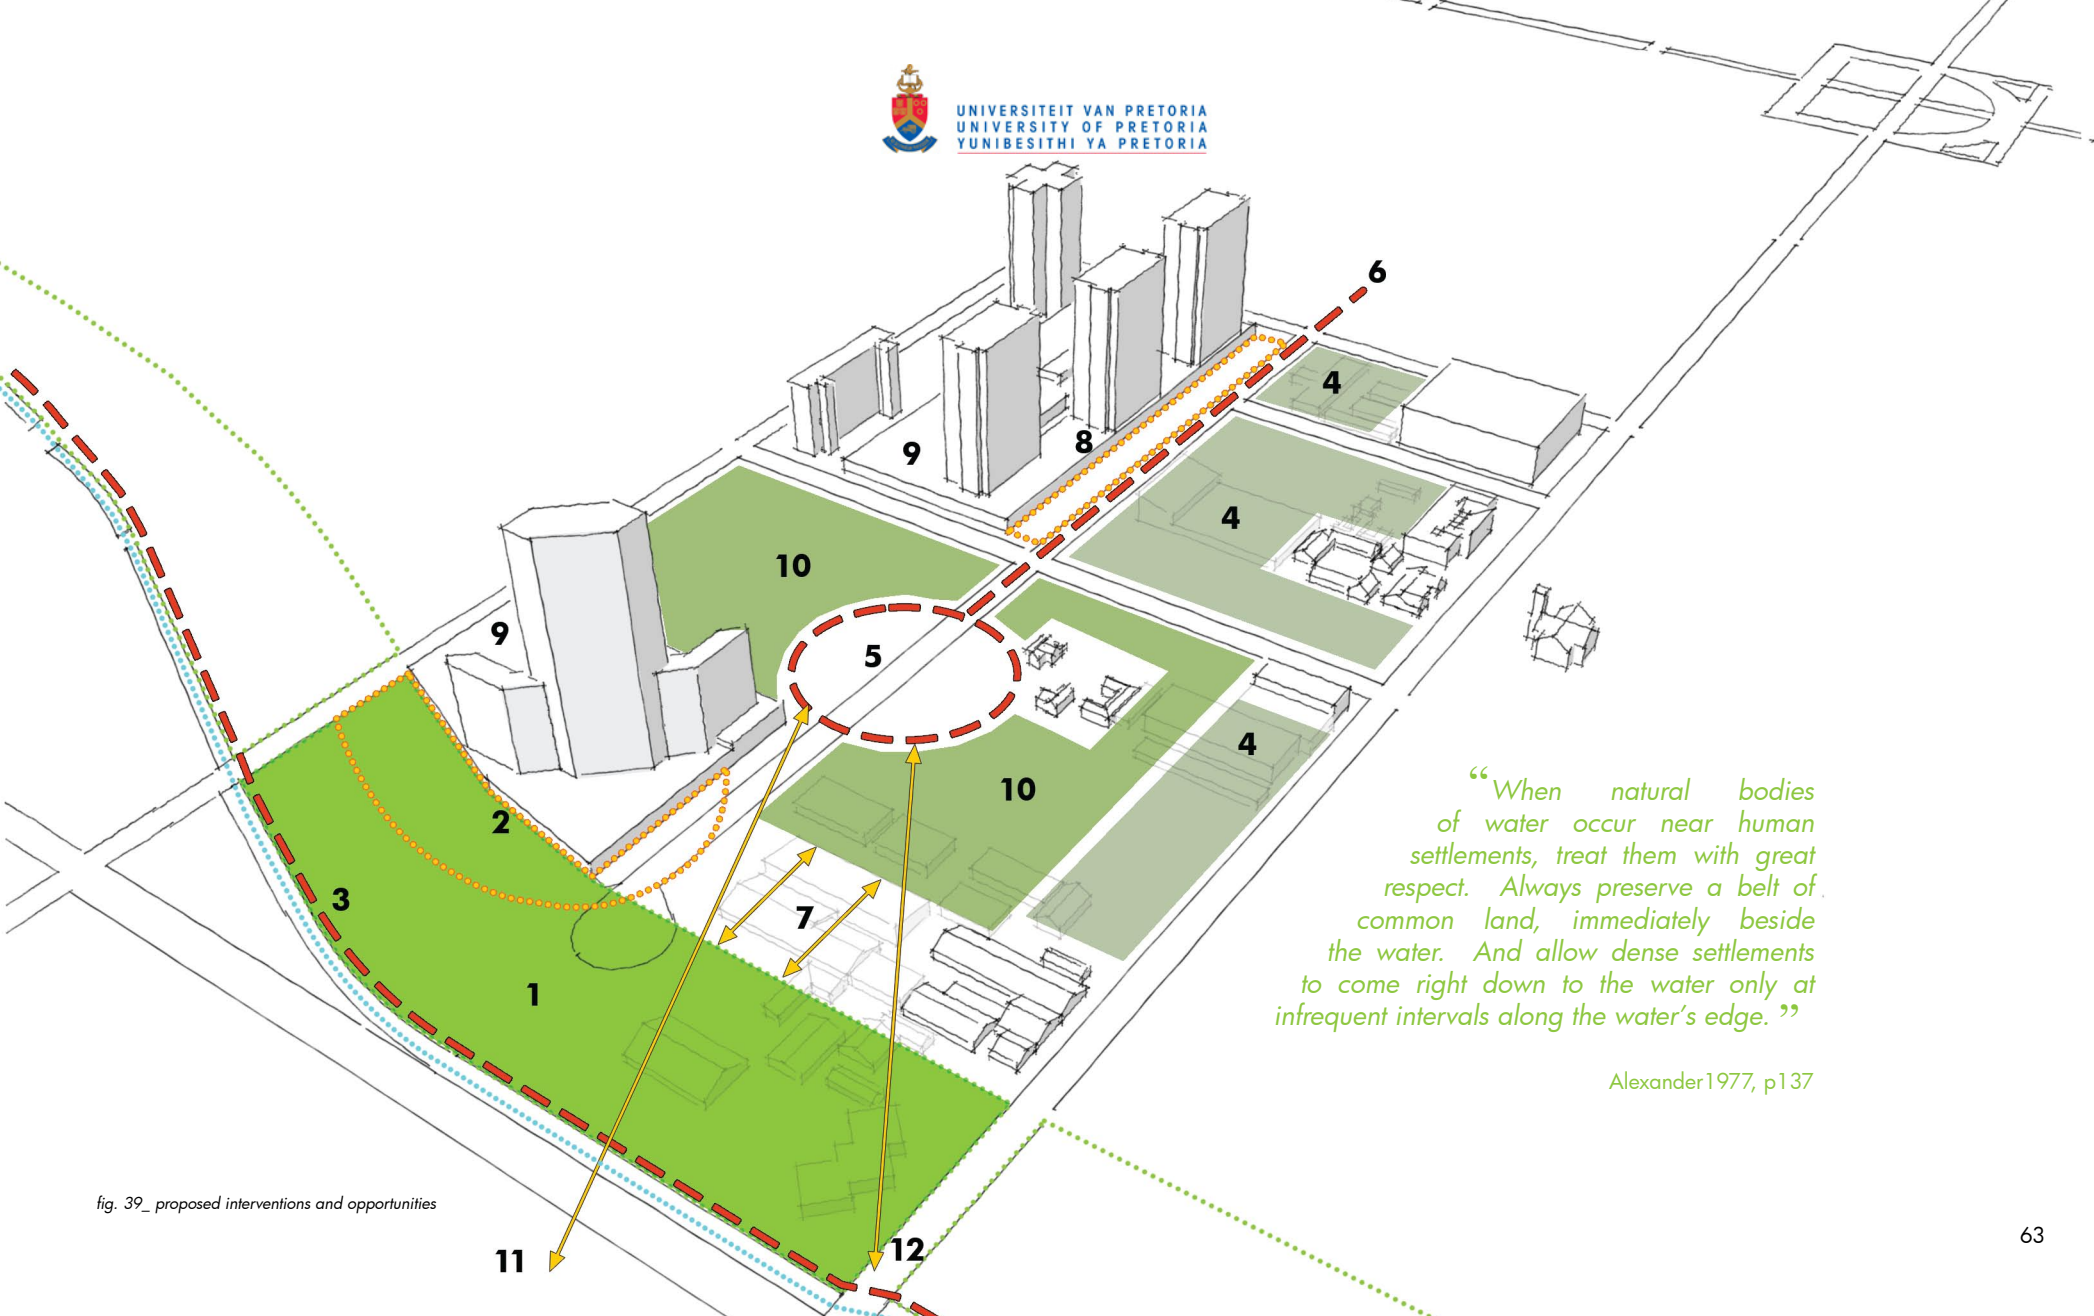 UNIVERSITEIT VAN PRETORIA
UNIVERSITY OF PRETORIA
YUNIBESITHI YA PRETORIA
6
4
9
8
4
10
9
5
4
10
2
3
7
1
11
12
“When natural bodies
of water occur near human
settlements, treat them with great
respect. Always preserve a belt of
common land, immediately beside
the water. And allow dense settlements
to come right down to the water only at
infrequent intervals along the water’s edge. ”
Alexander1977, p137
fig. 39_ proposed interventions and opportunities
63